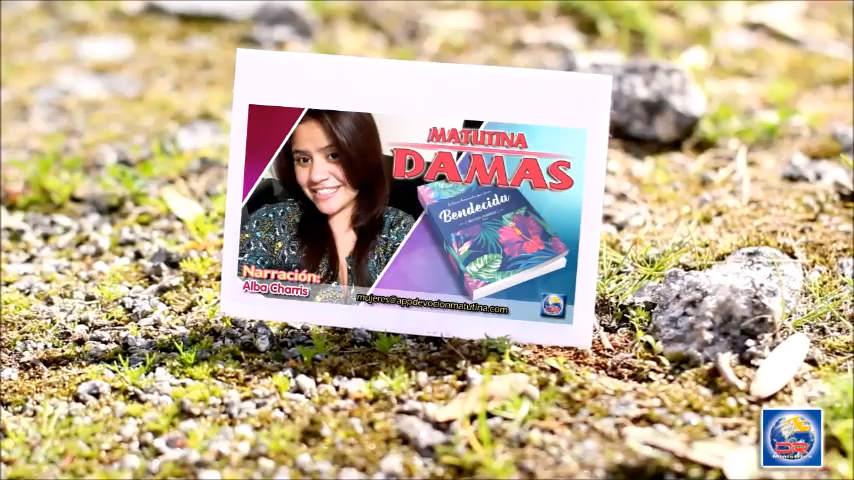 MATUTINA
DAMAS
Bendecida
Narración:
Alba Charris
mujeres@appdevocionmatutina.com